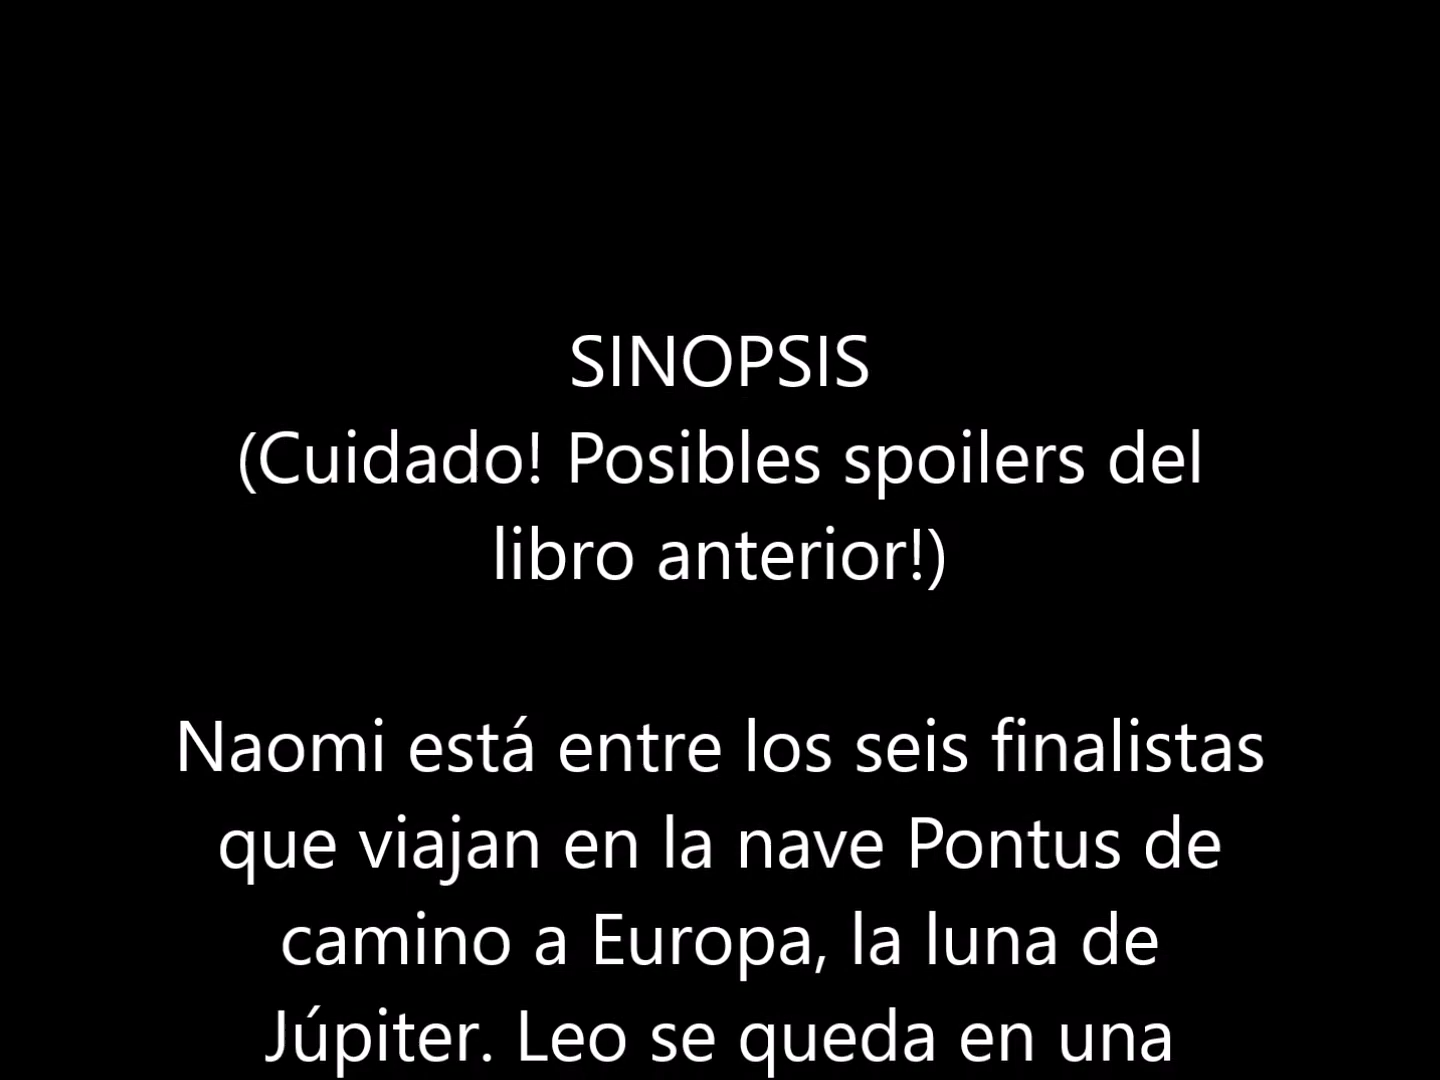 SINOPSIS
(Cuidado! Posibles spoilers del
libro anterior!)
Naomi está entre los seis finalistas
que viajan en la nave Pontus de
camino a Europa, la luna de
Júpiter. Leo se queda en una